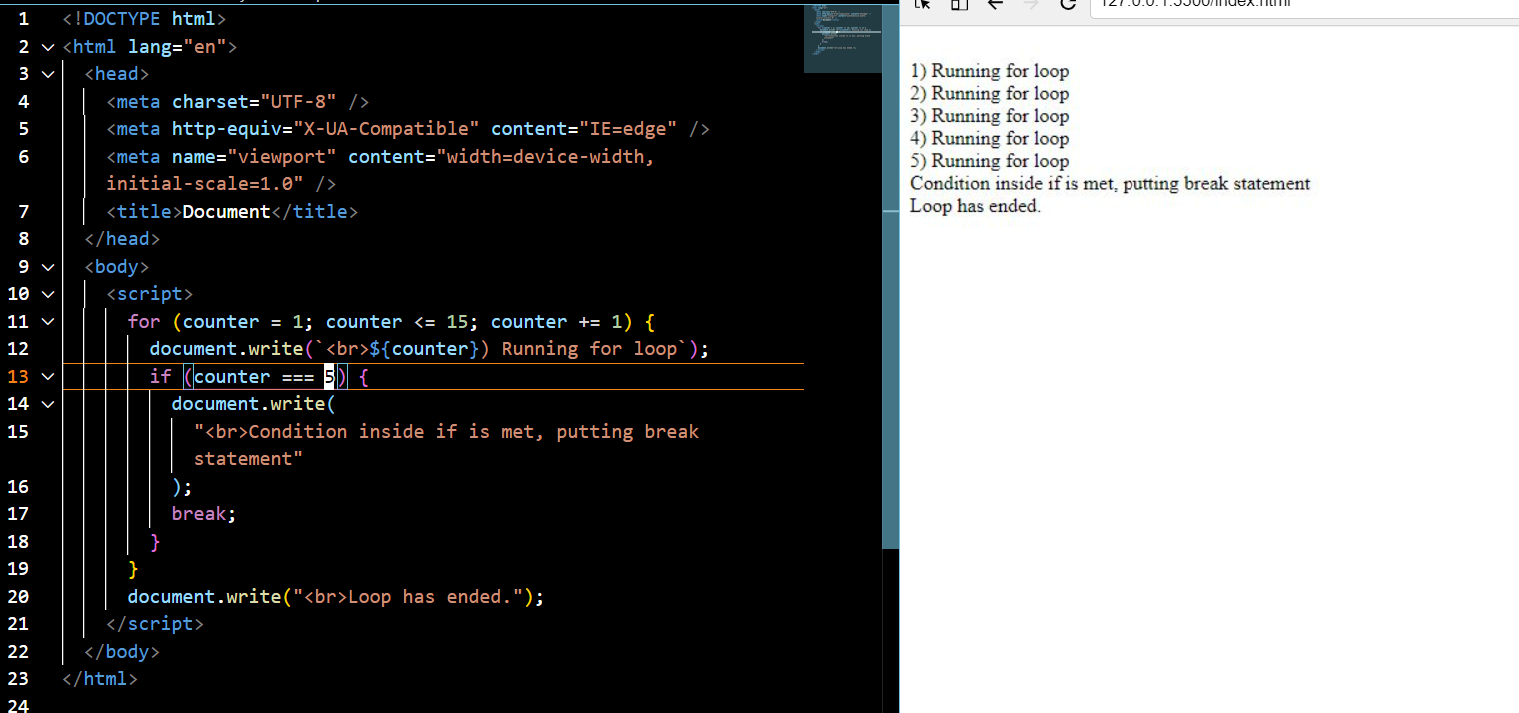 1 <!DOCTYPE html>
2 <html lang="en">
3 <head>
4 <meta charset="UTF-8" />
5 <meta http-equiv="X-UA-Compatible" content="IE=edge" />
6 <meta name="viewport" content="width=device-width,
initial-scale=1.0" />
7 <title>Document</title>
8 </head>
9 <body>
10 <script>
11 for (counter = 1; counter <= 15; counter += 1) {
12 document.write(`<br>${counter}) Running for loop`);
13 if (counter === 5) {
14 document.write(
15 "<br>Condition inside if is met, putting break
statement"
16 );
17 break;
18 }
19 }
20 document.write("<br>Loop has ended.");
21 </script>
22 </body>
23 </html>
24
127.0.0.1:5500/index.html
1) Running for loop
2) Running for loop
3) Running for loop
4) Running for loop
5) Running for loop
Condition inside if is met, putting break statement
Loop has ended.